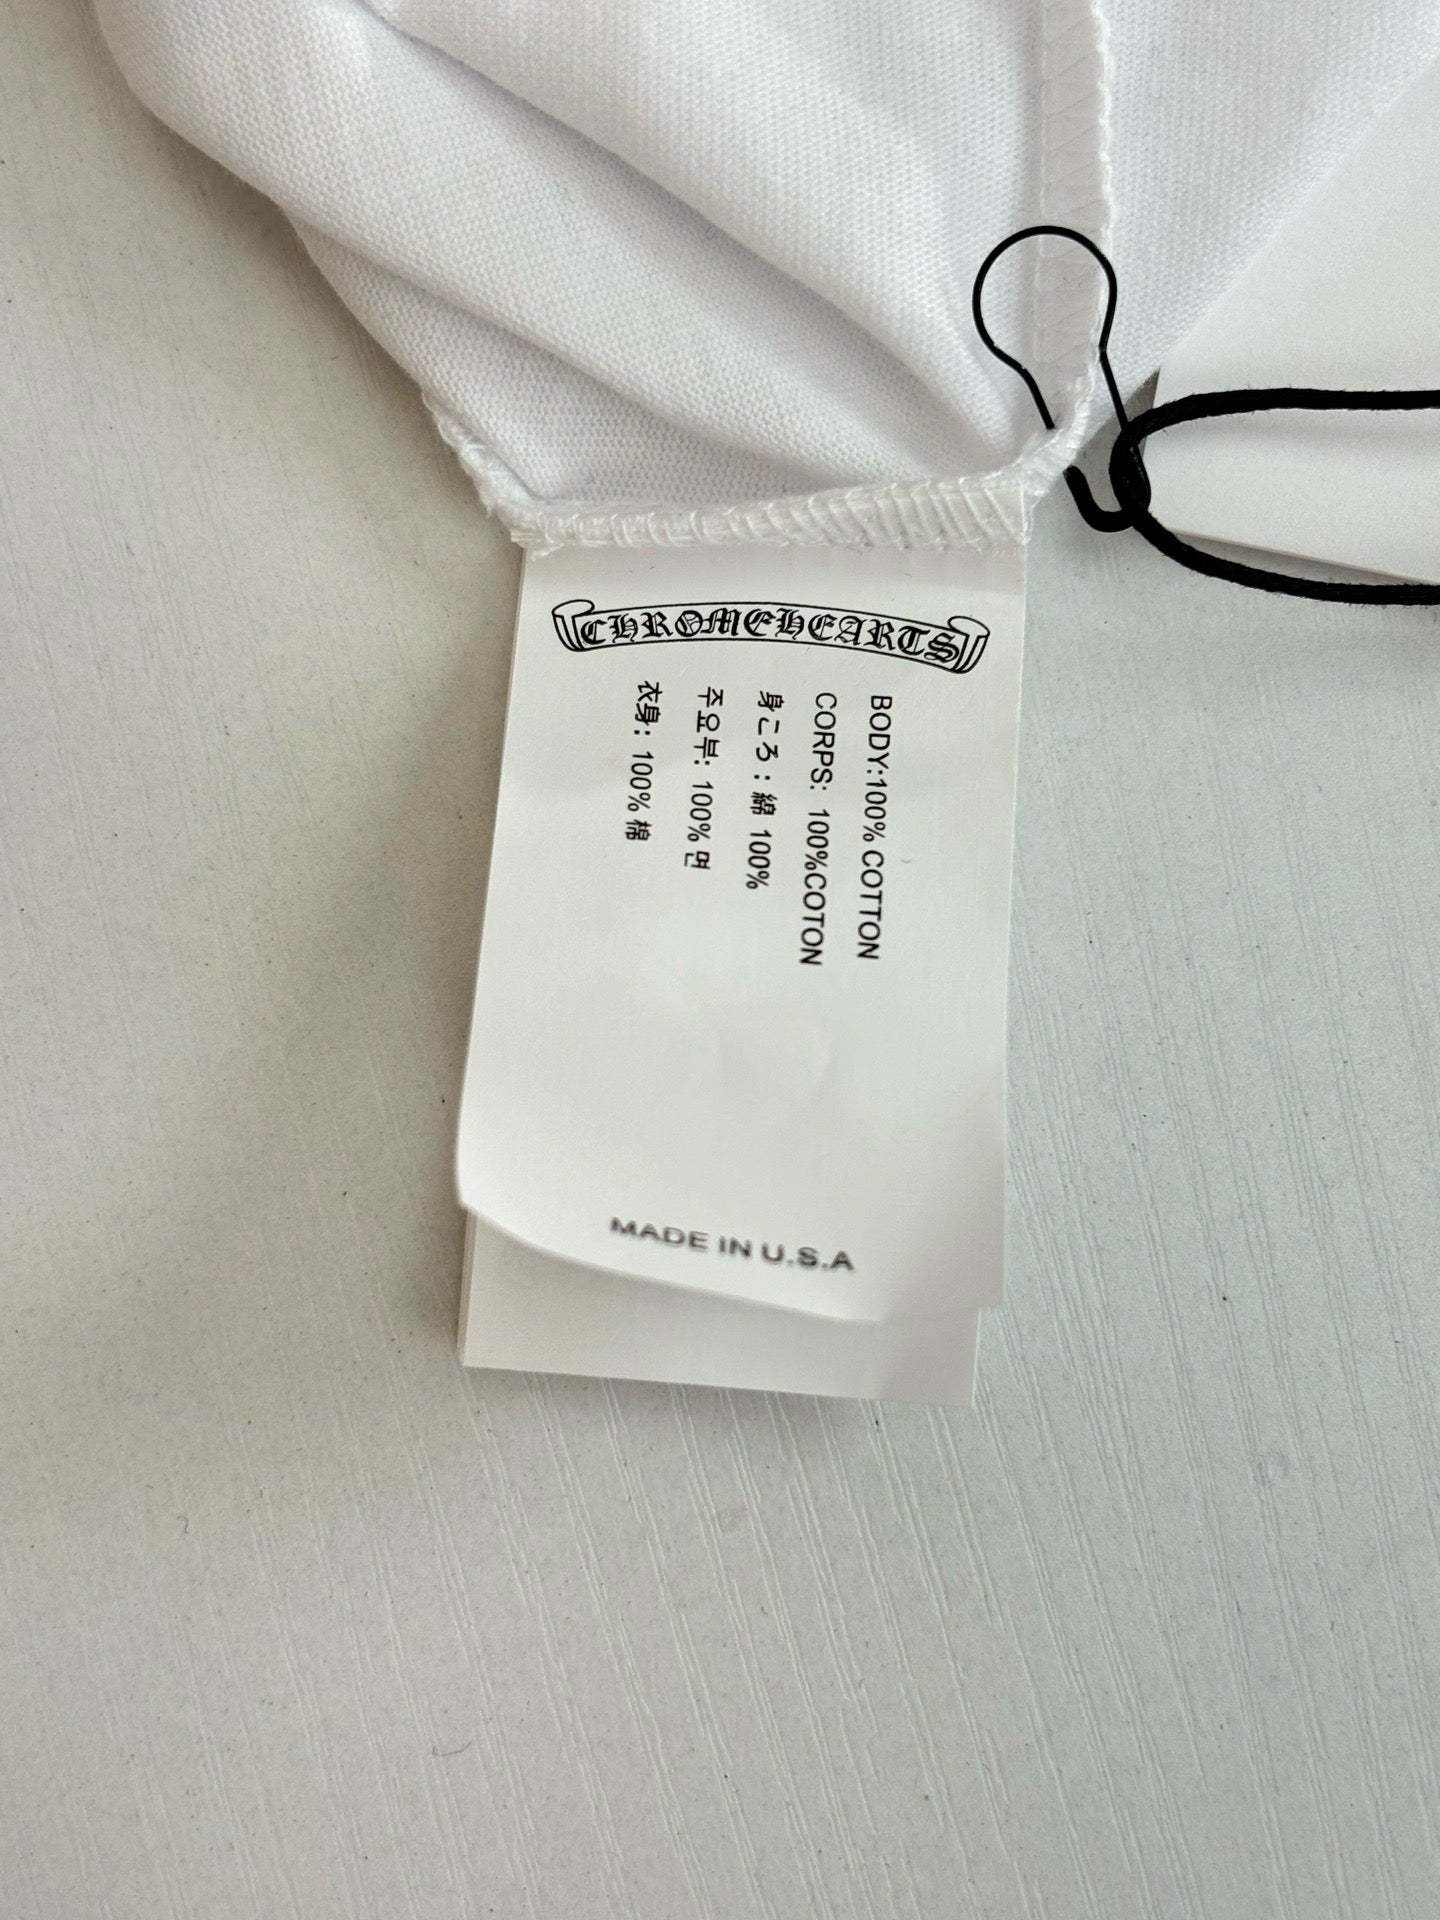 CHROMEHEARTS
BODY:100% COTTON
CORPS: 100%COTON
身ころ : 綿 100%
주요부: 100% 면
衣身: 100% 棉
MADE IN U.S.A